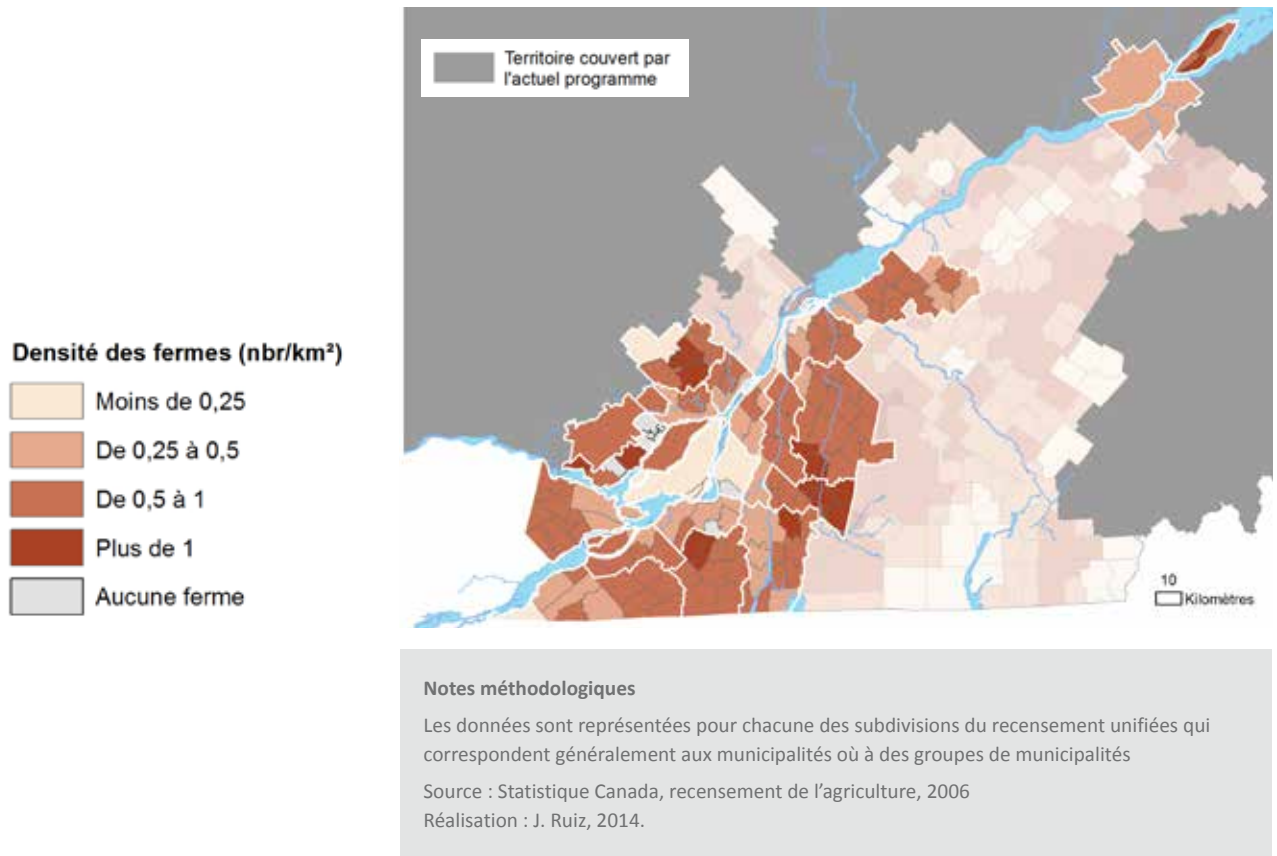 Territoire couvert par
l'actuel programme
Densité des fermes (nbr/km²)
Moins de 0,25
De 0,25 à 0,5
De 0,5 à 1
Plus de 1
Aucune ferme
10
Kilomètres
Notes méthodologiques
Les données sont représentées pour chacune des subdivisions du recensement unifiées qui
correspondent généralement aux municipalités où à des groupes de municipalités
Source : Statistique Canada, recensement de l'agriculture, 2006
Réalisation : J. Ruiz, 2014.